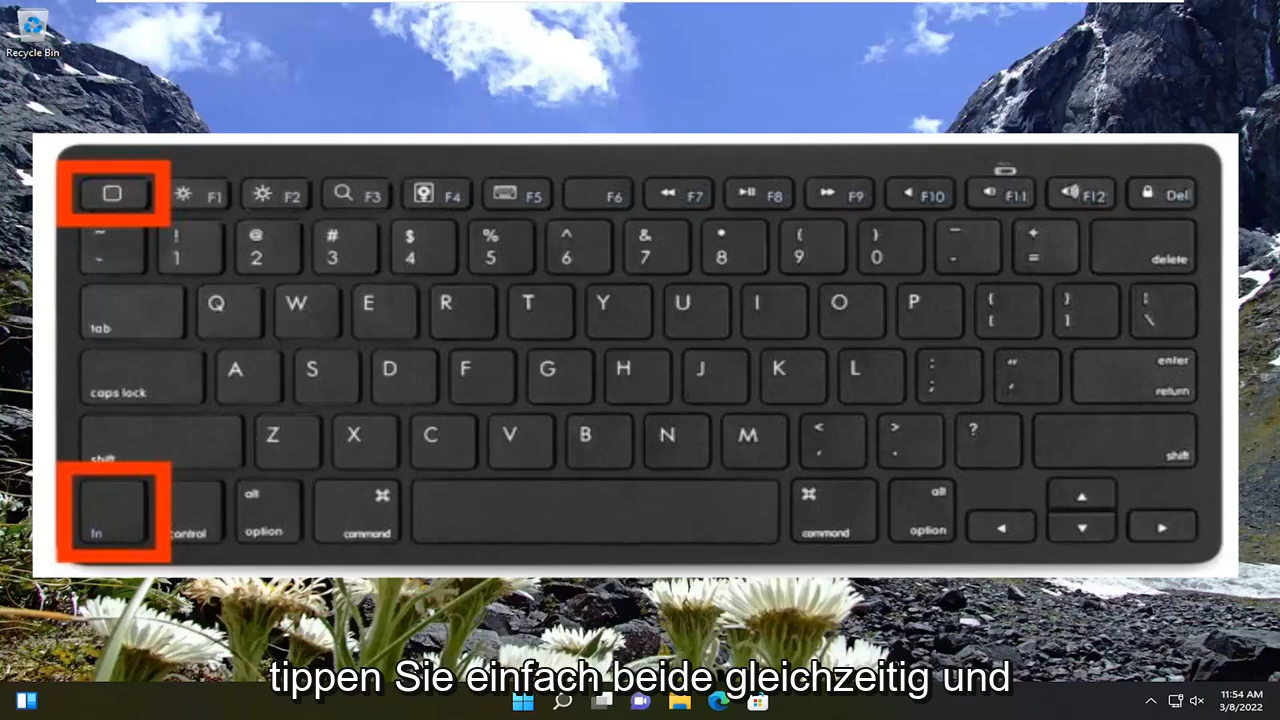 Recycle Bin
F1 F2 F3 F4 F5 F6 F7 F8 F9 F10 F11 F12 Del
~ ! @ # $ % ^ & * ( ) – +
1 2 3 4 5 6 7 8 9 0 - = delete
tab Q W E R T Y U I O P { [ } ] \
caps lock A S D F G H J K L : ; enter return
shift Z X C V B N M < , > . ? shift
fn control alt option ⌘ command ⌘ command alt option
tippen Sie einfach beide gleichzeitig und
11:54 AM
3/8/2022